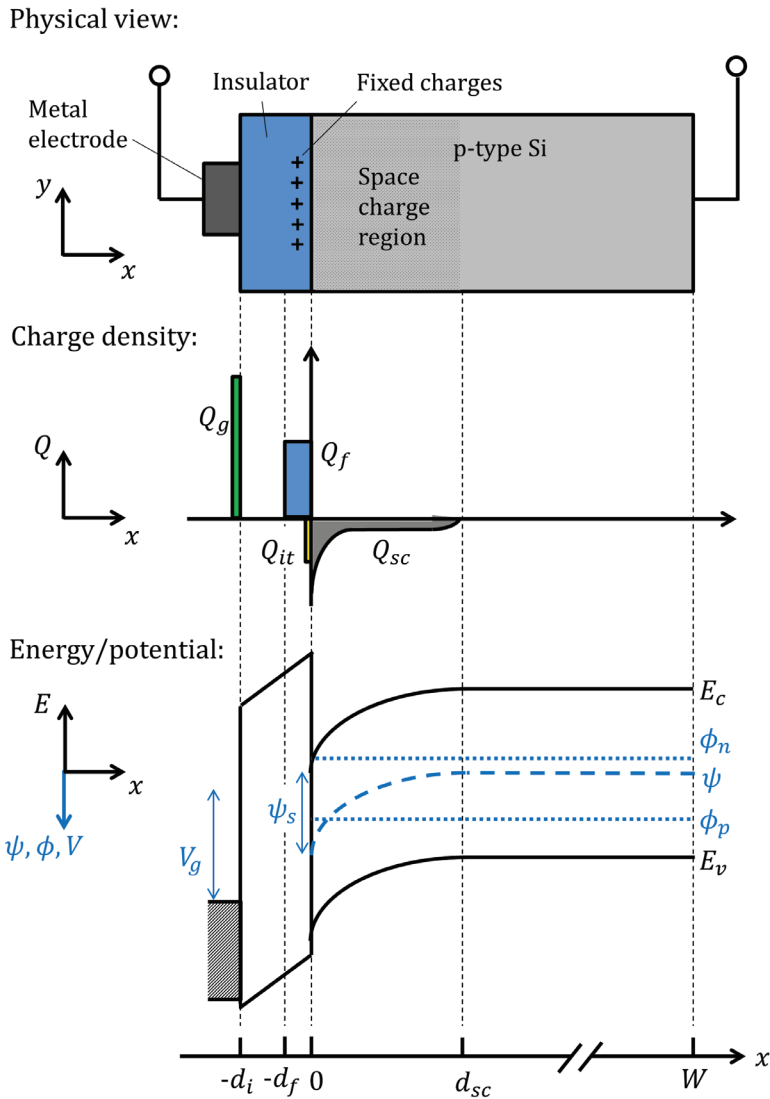 Physical view:
Insulator
Fixed charges
Metal
electrode
p-type Si
Space
charge
region
y
x
+
+
+
+
+
Charge density:
Q_g
Q_f
Q
x
Q_it
Q_sc
Energy/potential:
E
x
ψ, ϕ, V
V_g
ψ_s
E_c
ϕ_n
ψ
ϕ_p
E_v
-d_i
-d_f
0
d_sc
W
x